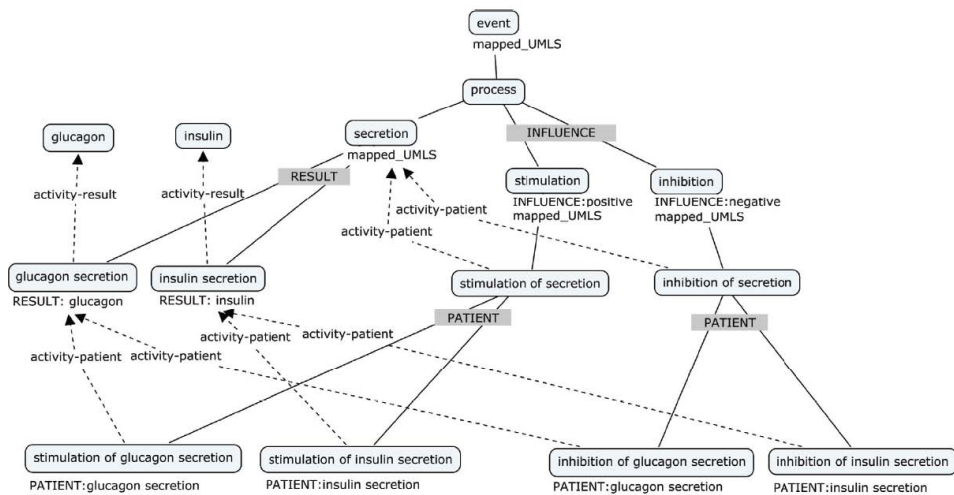 event
mapped_UMLS
process
glucagon
insulin
secretion
mapped_UMLS
INFLUENCE
RESULT
stimulation
INFLUENCE:positive
mapped_UMLS
inhibition
INFLUENCE:negative
mapped_UMLS
activity-result
activity-result
activity-patient
activity-patient
glucagon secretion
RESULT: glucagon
insulin secretion
RESULT: insulin
stimulation of secretion
inhibition of secretion
PATIENT
PATIENT
activity-patient
activity-patient
activity-patient
activity-patient
stimulation of glucagon secretion
PATIENT:glucagon secretion
stimulation of insulin secretion
PATIENT:insulin secretion
inhibition of glucagon secretion
PATIENT:glucagon secretion
inhibition of insulin secretion
PATIENT:insulin secretion